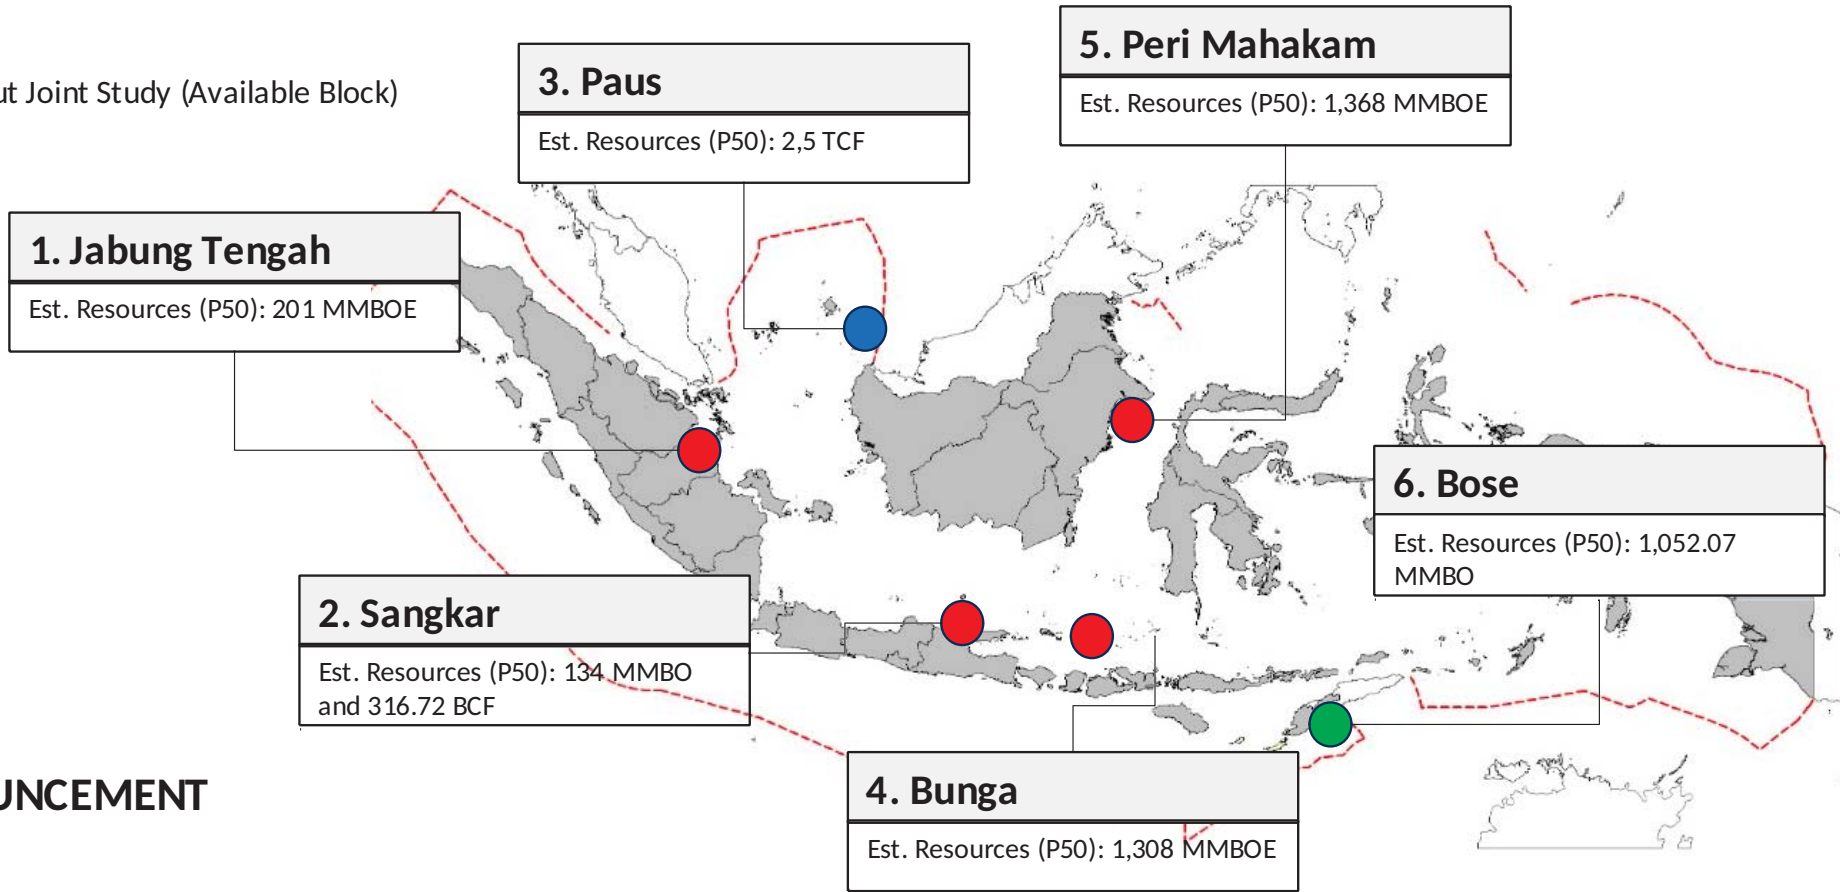 5. Peri Mahakam
Est. Resources (P50): 1,368 MMBOE
3. Paus
Est. Resources (P50): 2,5 TCF
Joint Study (Available Block)
1. Jabung Tengah
Est. Resources (P50): 201 MMBOE
6. Bose
Est. Resources (P50): 1,052.07
MMBO
2. Sangkar
Est. Resources (P50): 134 MMBO
and 316.72 BCF
4. Bunga
Est. Resources (P50): 1,308 MMBOE
UNCEMENT